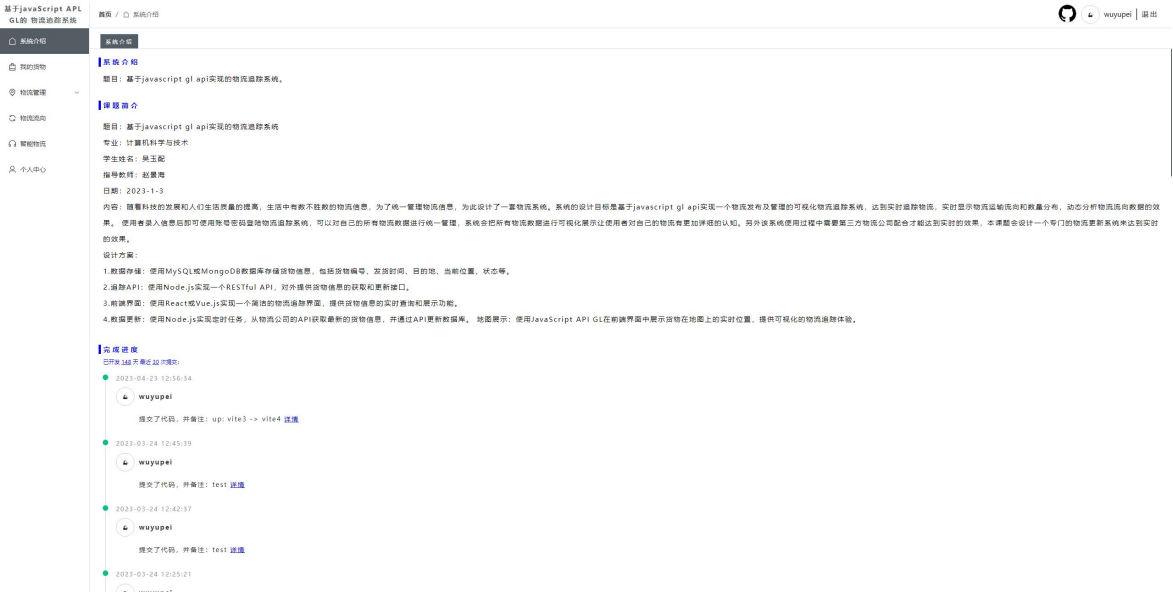 基于javaScript APL
GL的 物流追踪系统
系统介绍
我的货物
物流管理
物流流向
智能物流
个人中心
首页 / 系统介绍
wuyupei | 退出
系统介绍
系统介绍
题目：基于javascript gl api实现的物流追踪系统。
课题简介
题目：基于javascript gl api实现的物流追踪系统
专业：计算机科学与技术
学生姓名：吴玉配
指导教师：赵景海
日期：2023-1-3
内容：随着科技的发展和人们生活质量的提高，生活中有数不胜数的物流信息，为了统一管理物流信息，为此设计了一套物流系统。系统的设计目标是基于javascript gl api实现一个物流发布及管理的可视化物流追踪系统，达到实时追踪物流，实时显示物流运输流向和数量分布，动态分析物流流向数据的效
果。 使用者录入信息后即可使用账号密码登陆物流追踪系统，可以对自己的所有物流数据进行统一管理，系统会把所有物流数据进行可视化展示让使用者对自己的物流有更加详细的认知。另外该系统使用过程中需要第三方物流公司配合才能达到实时的效果，本课题会设计一个专门的物流更新系统来达到实时
的效果。
设计方案：
1.数据存储：使用MySQL或MongoDB数据库存储货物信息，包括货物编号、发货时间、目的地、当前位置、状态等。
2.追踪API：使用Node.js实现一个RESTful API，对外提供货物信息的获取和更新接口。
3.前端界面：使用React或Vue.js实现一个简洁的物流追踪界面，提供货物信息的实时查询和展示功能。
4.数据更新：使用Node.js实现定时任务，从物流公司的API获取最新的货物信息，并通过API更新数据库。 地图展示：使用JavaScript API GL在前端界面中展示货物在地图上的实时位置，提供可视化的物流追踪体验。
完成进度
已开发 148 天 最近 30 次提交:
2023-04-23 12:56:34
wuyupei
提交了代码，并备注：up: vite3 -> vite4 详情
2023-03-24 12:45:39
wuyupei
提交了代码，并备注：test 详情
2023-03-24 12:42:37
wuyupei
提交了代码，并备注：test 详情
2023-03-24 12:25:21
wuyupei